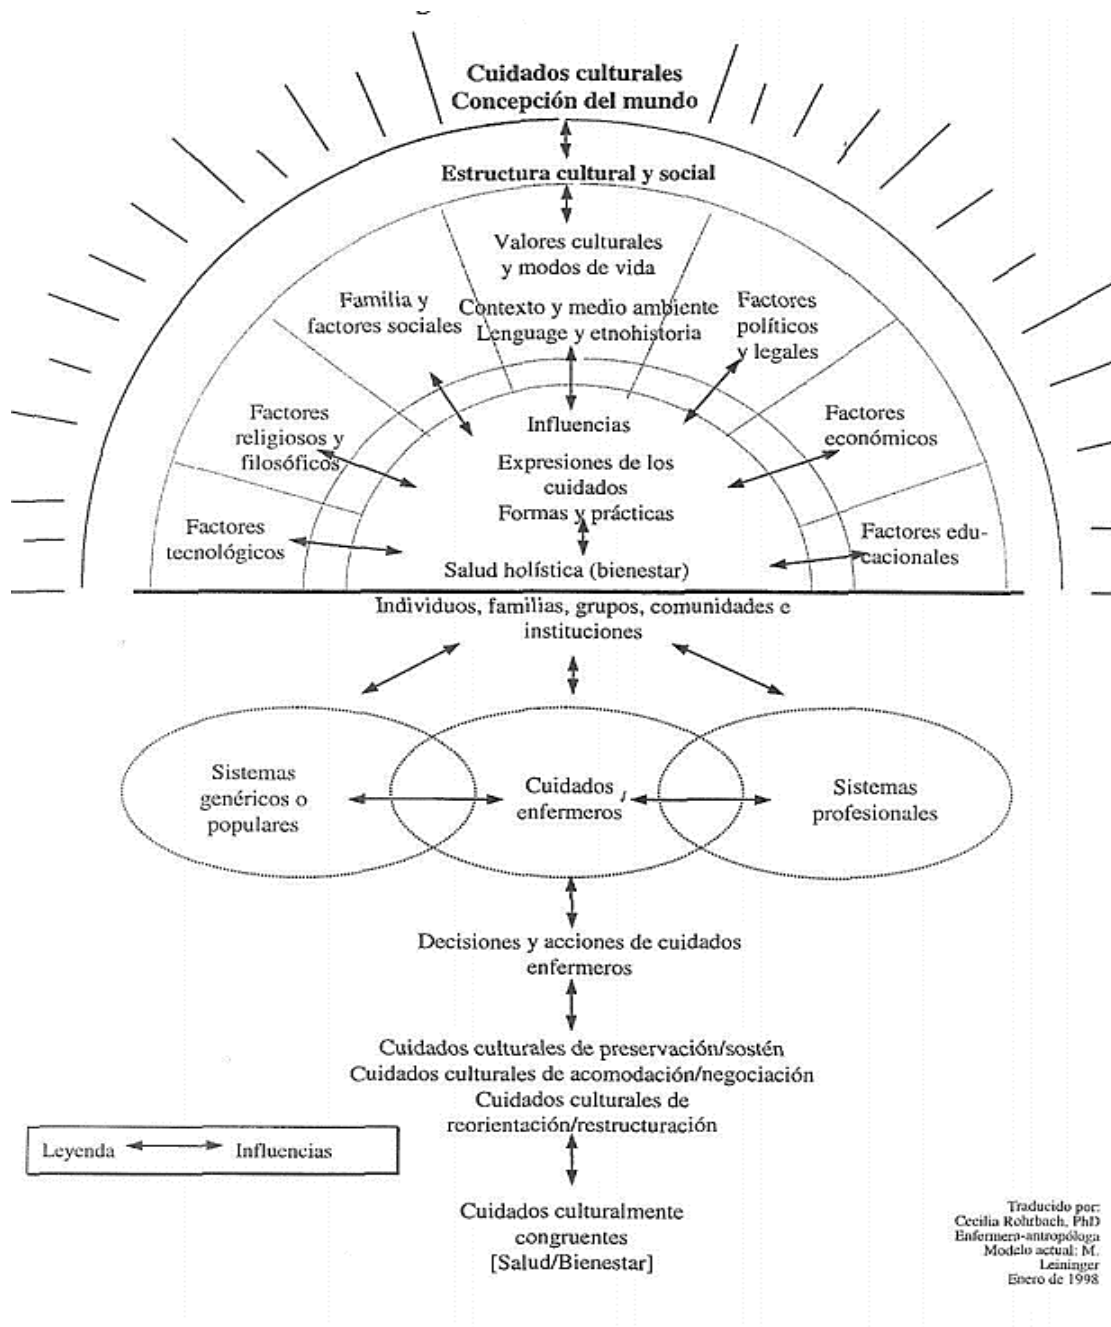 Cuidados culturales
Concepción del mundo
Estructura cultural y social
Valores culturales
y modos de vida
Familia y
factores sociales
Contexto y medio ambiente
Lenguage y etnohistoria
Factores
políticos
y legales
Factores
religiosos y
filosóficos
Influencias
Factores
económicos
Expresiones de los
cuidados
Formas y prácticas
Factores
tecnológicos
Factores edu-
cacionales
Salud holística (bienestar)
Individuos, familias, grupos, comunidades e
instituciones
Sistemas
genéricos o
populares
Cuidados
enfermeros
Sistemas
profesionales
Decisiones y acciones de cuidados
enfermeros
Cuidados culturales de preservación/sostén
Cuidados culturales de acomodación/negociación
Cuidados culturales de
reorientación/restructuración
Leyenda Influencias
Cuidados culturalmente
congruentes
[Salud/Bienestar]
Traducido por:
Cecilia Rohrbach, PhD
Enfermera-antropóloga
Modelo actual: M.
Leininger
Enero de 1998